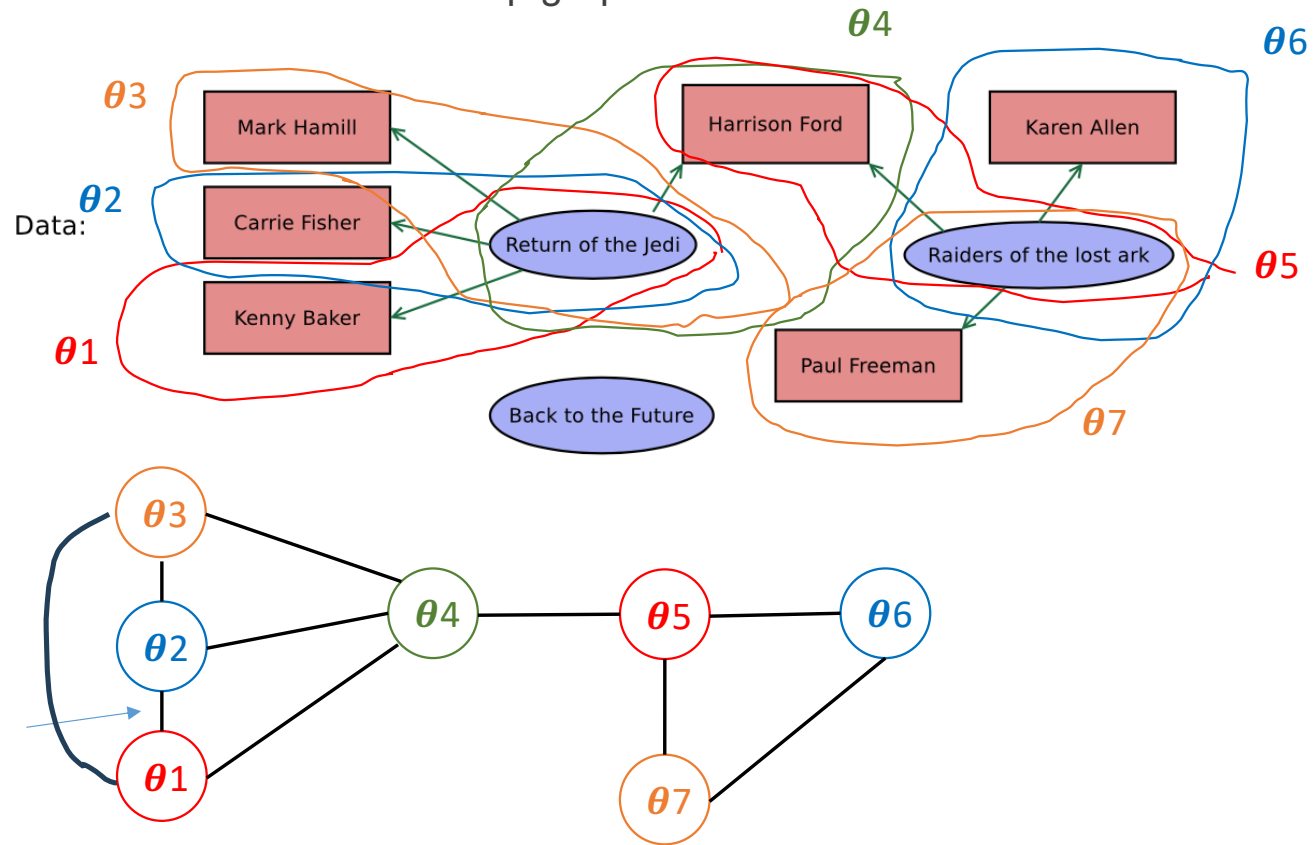 θ4
θ6
θ3
Mark Hamill
Harrison Ford
Karen Allen
θ2
Data:
Carrie Fisher
Return of the Jedi
Raiders of the lost ark
θ5
Kenny Baker
θ1
Paul Freeman
Back to the Future
θ7
θ3
θ4
θ5
θ6
θ2
θ1
θ7